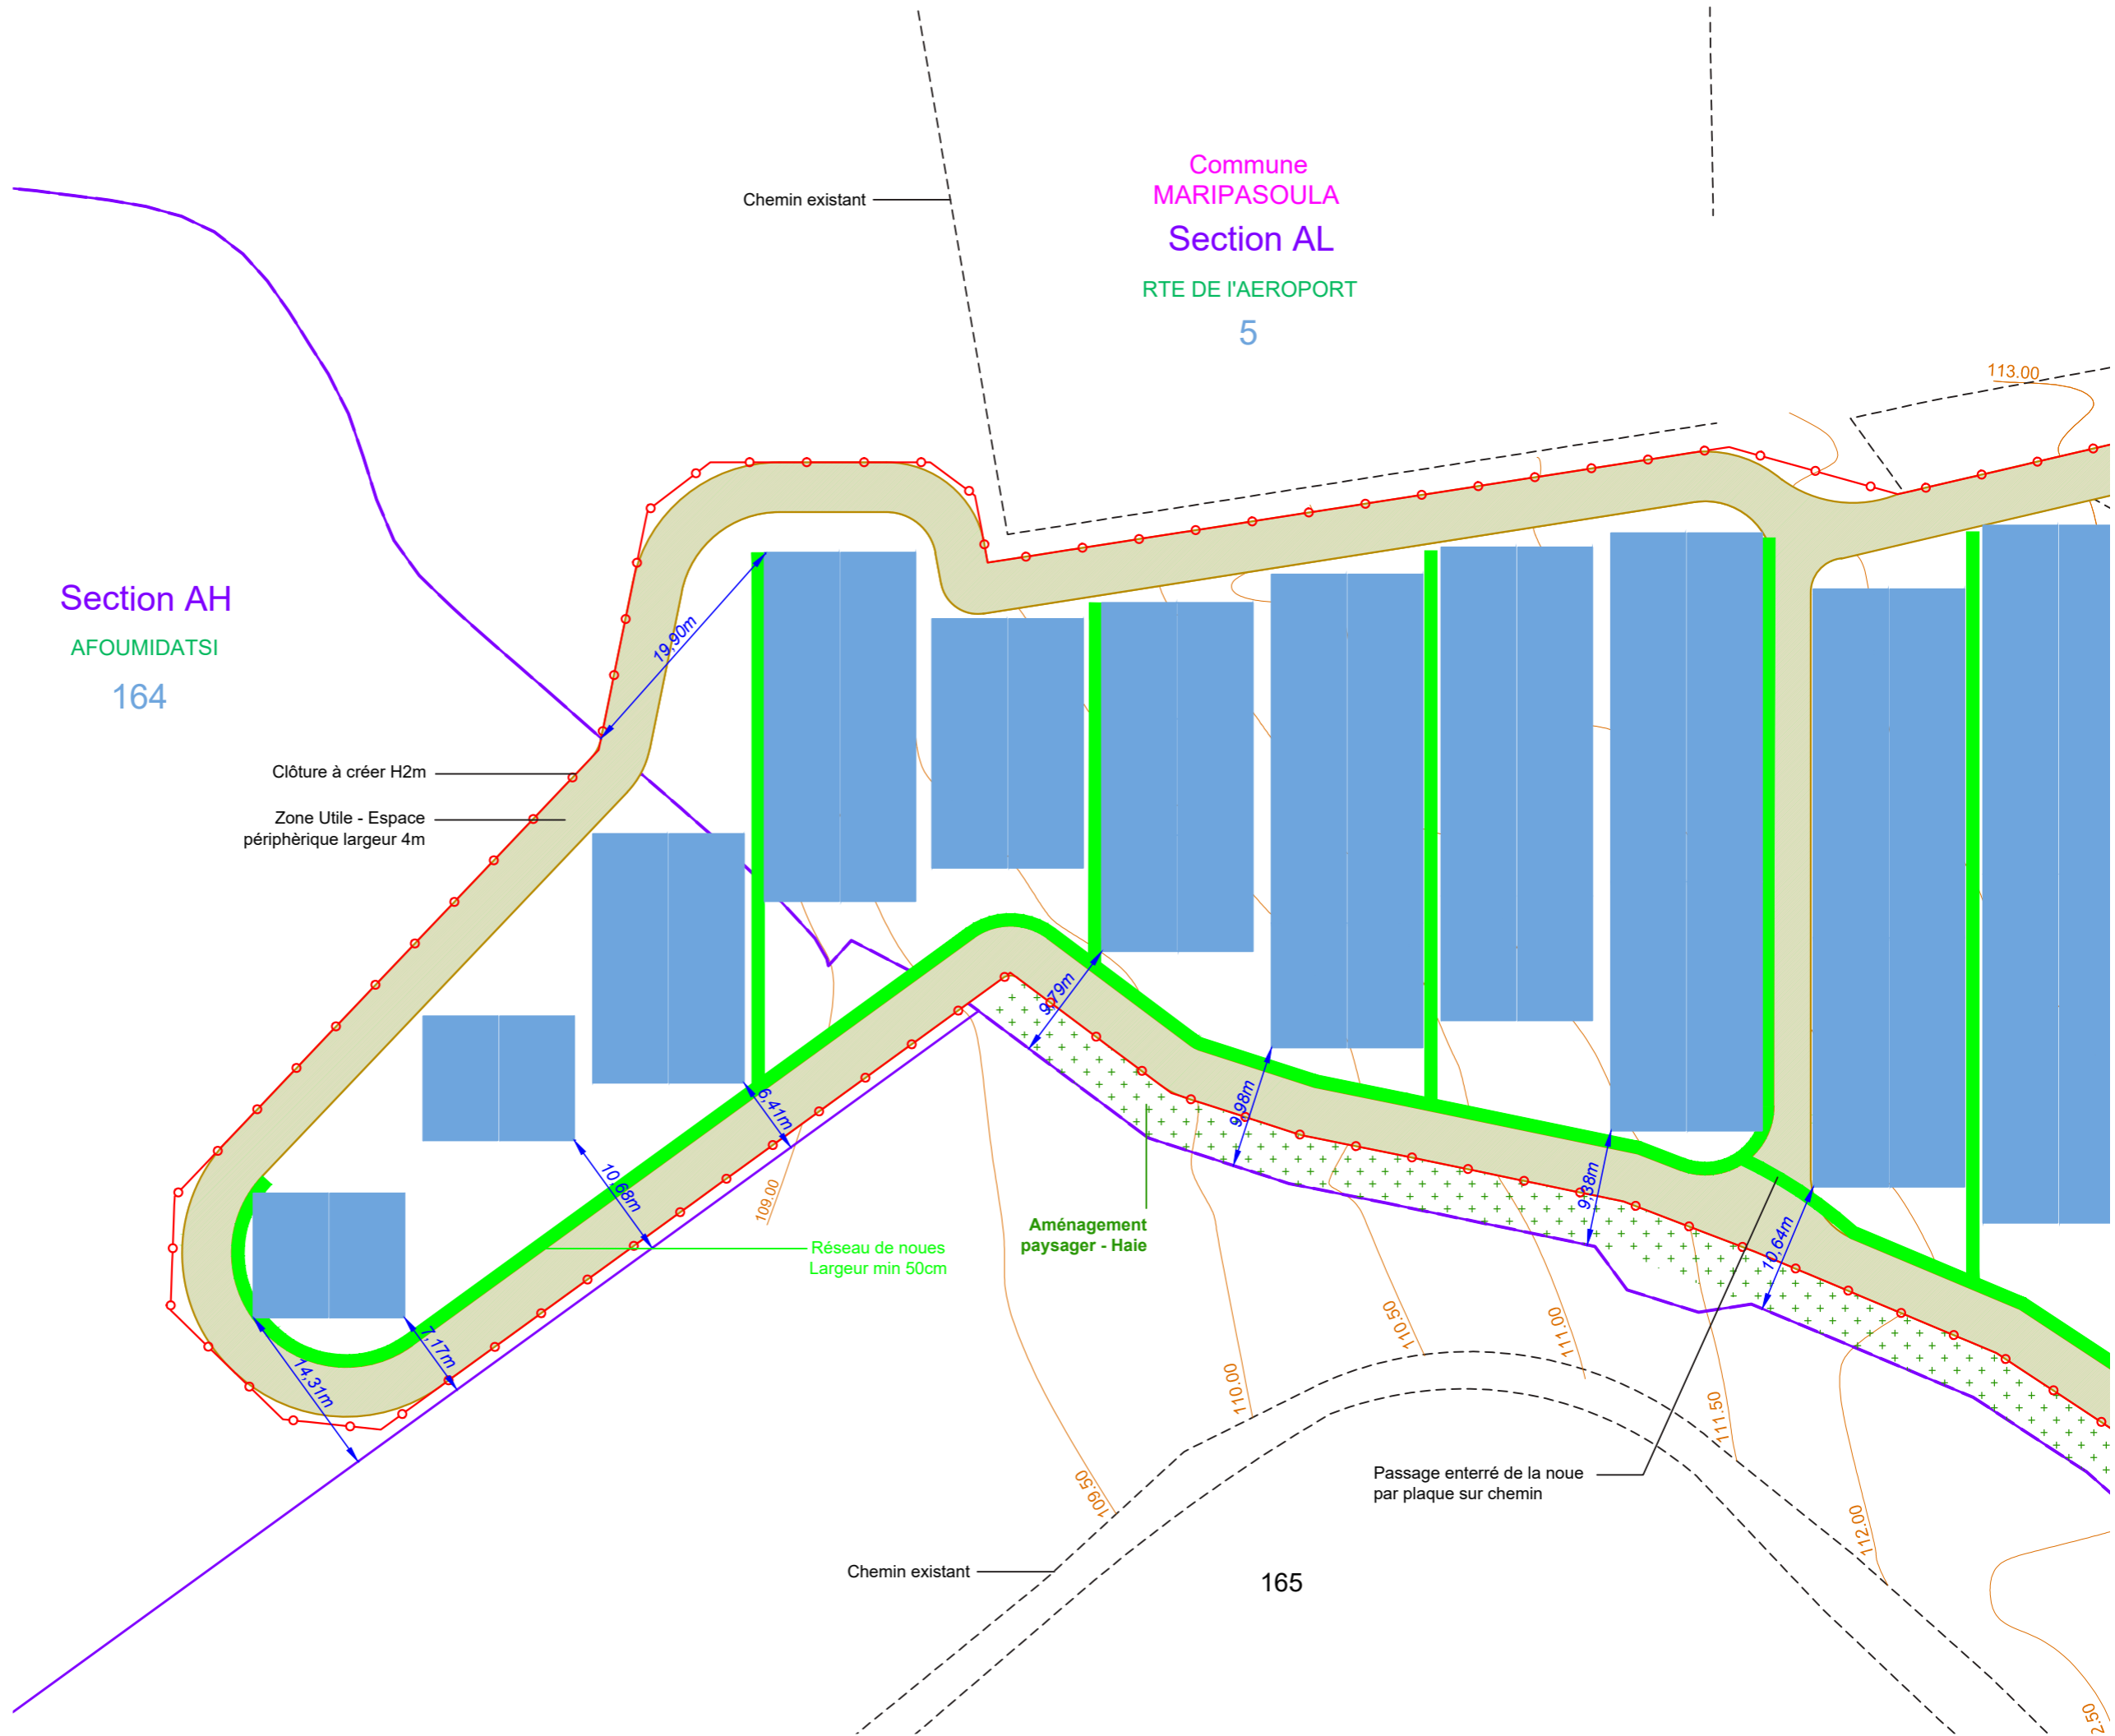 Commune
MARIPASOULA
Section AL
RTE DE l'AEROPORT
5
Chemin existant
113.00
Section AH
AFOUMIDATSI
164
19,90m
Clôture à créer H2m
Zone Utile - Espace
périphèrique largeur 4m
9,79m
6,41m
9,98m
10,68m
9,38m
10,64m
109.00
Aménagement
paysager - Haie
Réseau de noues
Largeur min 50cm
7,17m
14,31m
110.00
110.50
111.00
111.50
109.50
112.00
Passage enterré de la noue
par plaque sur chemin
Chemin existant
165
2.50